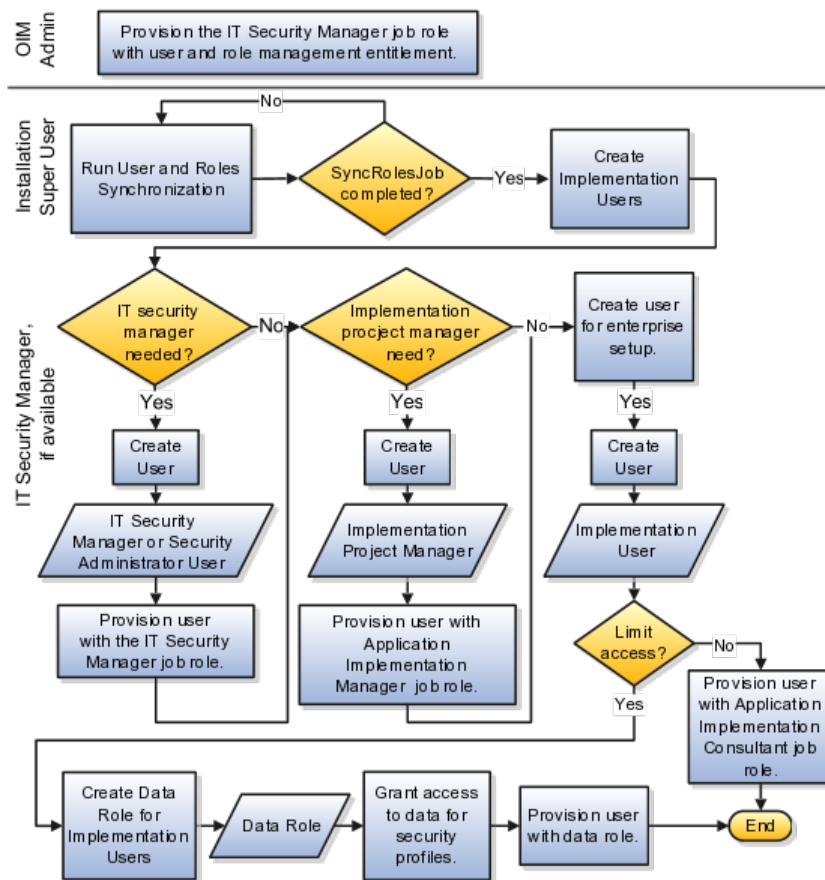 OIM
Admin
Provision the IT Security Manager job role
with user and role management entitlement.
Installation
Super User
No
Run User and Roles
Synchronization
SyncRolesJob
completed?
Yes
Create
Implementation
Users
IT Security Manager,
if available
IT security
manager
needed?
No
Implementation
procject manager
need?
No
Create user
for enterprise
setup.
Yes
Yes
Yes
Create
User
Create
User
Create
User
IT Security
Manager or Security
Administrator User
Implementation
Project Manager
Implementation
User
Provision user
with the IT Security
Manager job role.
Provision user with
Application
Implementation
Manager job role.
Limit
access?
No
Yes
Provision user
with Application
Implementation
Consultant job
role.
Create Data
Role for
Implementation
Users
Data Role
Grant access
to data for
security
profiles.
Provision user
with data role.
End